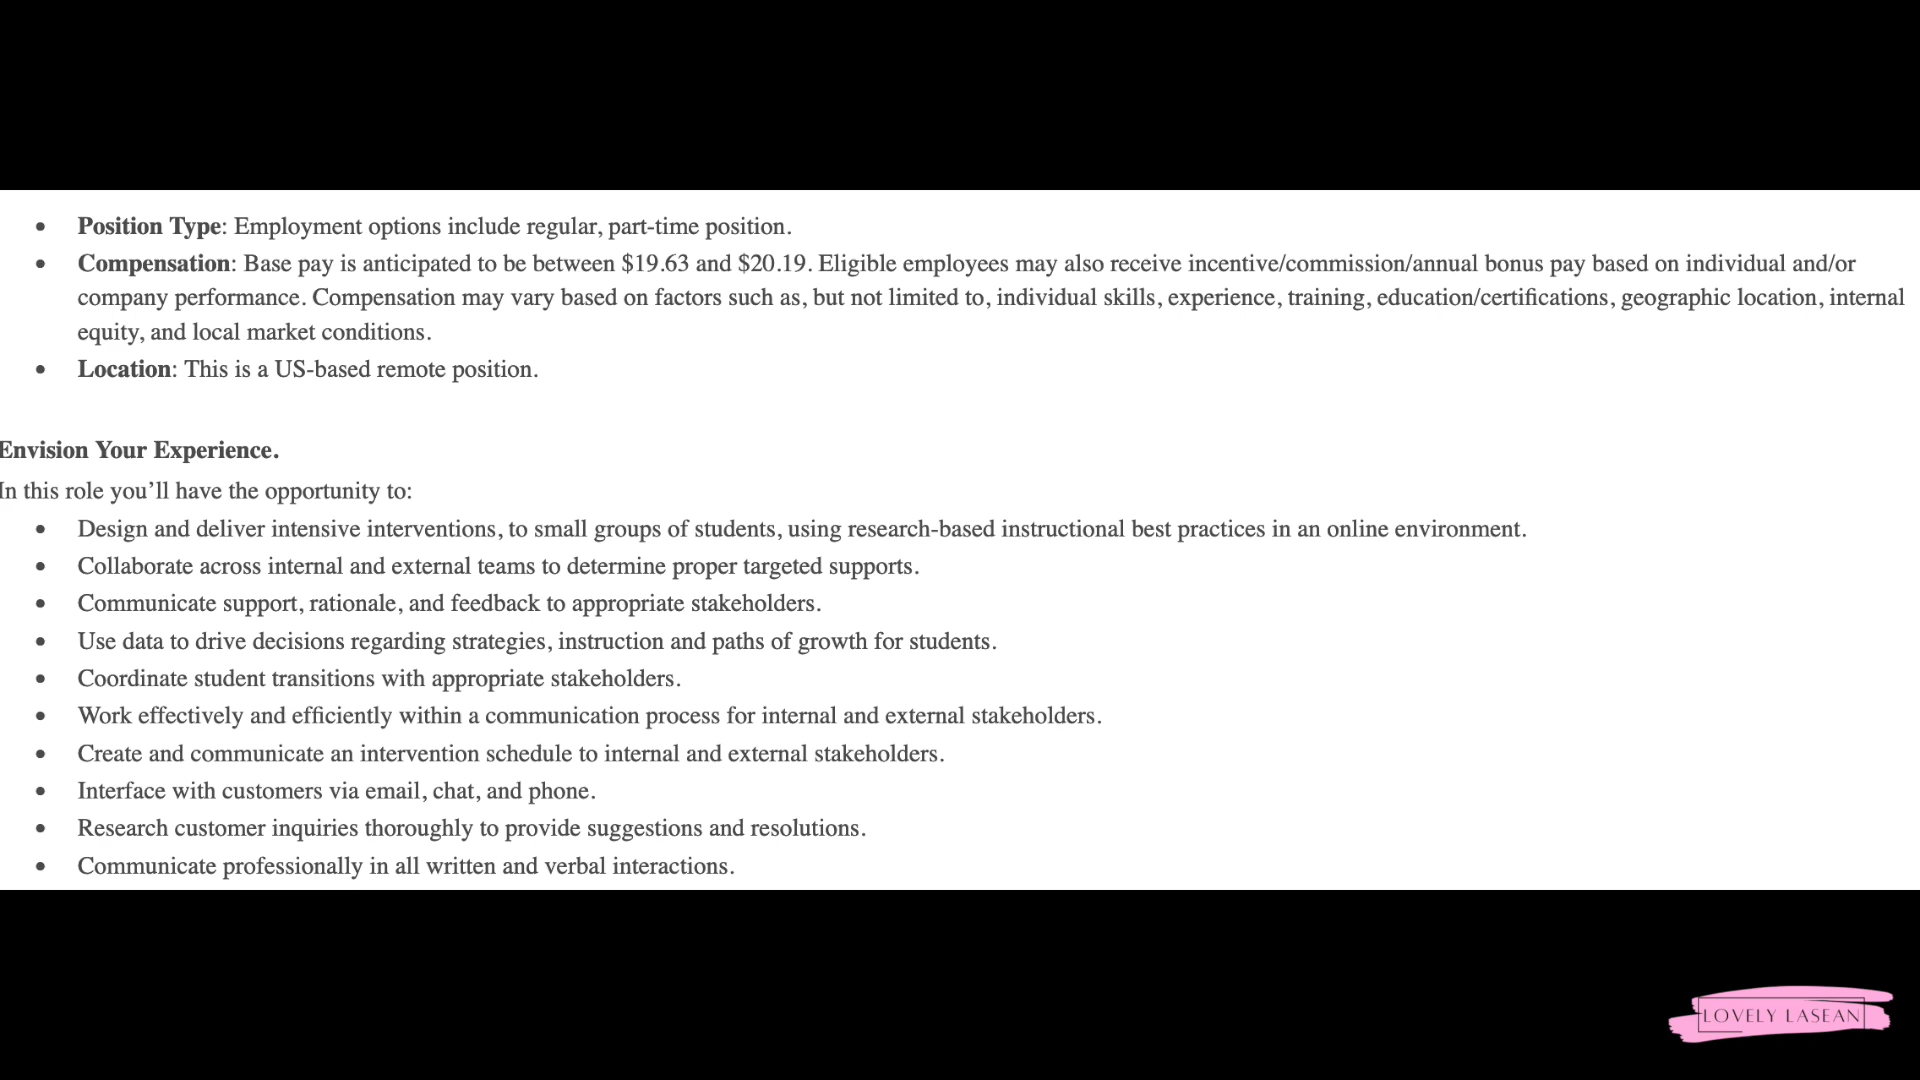 • Position Type: Employment options include regular, part-time position.
• Compensation: Base pay is anticipated to be between $19.63 and $20.19. Eligible employees may also receive incentive/commission/annual bonus pay based on individual and/or
company performance. Compensation may vary based on factors such as, but not limited to, individual skills, experience, training, education/certifications, geographic location, internal
equity, and local market conditions.
• Location: This is a US-based remote position.
Envision Your Experience.
In this role you’ll have the opportunity to:
• Design and deliver intensive interventions, to small groups of students, using research-based instructional best practices in an online environment.
• Collaborate across internal and external teams to determine proper targeted supports.
• Communicate support, rationale, and feedback to appropriate stakeholders.
• Use data to drive decisions regarding strategies, instruction and paths of growth for students.
• Coordinate student transitions with appropriate stakeholders.
• Work effectively and efficiently within a communication process for internal and external stakeholders.
• Create and communicate an intervention schedule to internal and external stakeholders.
• Interface with customers via email, chat, and phone.
• Research customer inquiries thoroughly to provide suggestions and resolutions.
• Communicate professionally in all written and verbal interactions.
LOVELY LASEAN